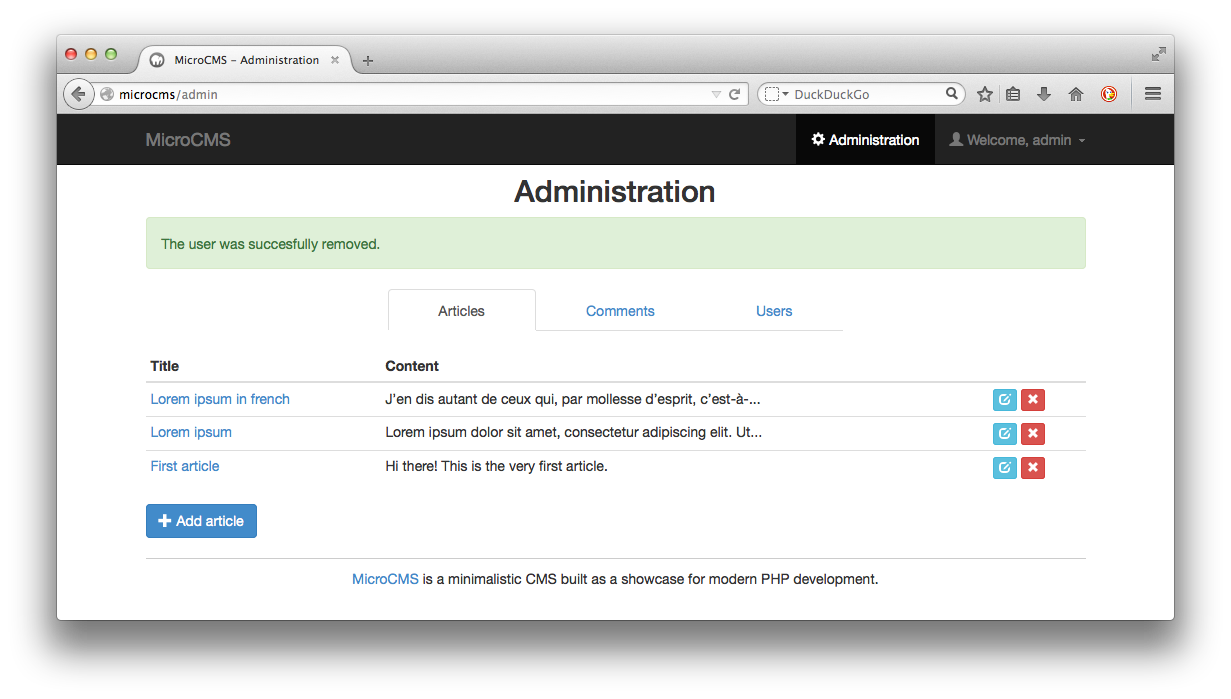 MicroCMS - Administration
microcms/admin
DuckDuckGo
MicroCMS
Administration
Welcome, admin
Administration
The user was succesfully removed.
Articles Comments Users
Title Content
Lorem ipsum in french J'en dis autant de ceux qui, par mollesse d'esprit, c'est-à-...
Lorem ipsum Lorem ipsum dolor sit amet, consectetur adipiscing elit. Ut...
First article Hi there! This is the very first article.
Add article
MicroCMS is a minimalistic CMS built as a showcase for modern PHP development.